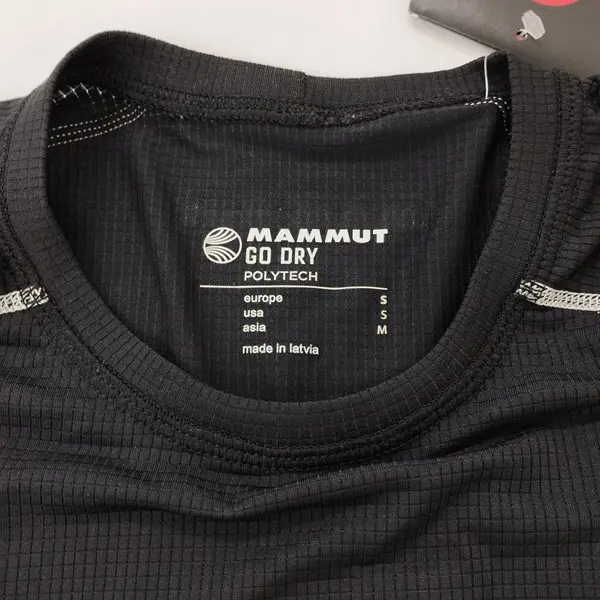 MAMMUT
GO DRY
POLYTECH
europe S
usa S
asia M
made in latvia